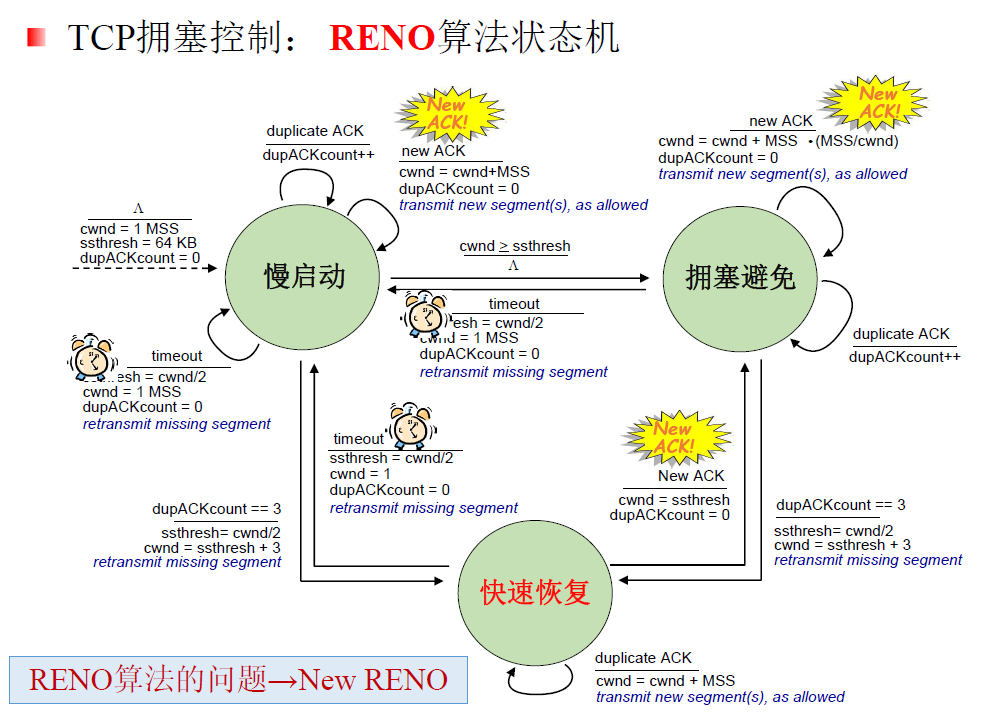 TCP拥塞控制： RENO算法状态机
duplicate ACK
dupACKcount++
New
ACK!
new ACK
cwnd = cwnd+MSS
dupACKcount = 0
transmit new segment(s), as allowed
New
ACK!
new ACK
cwnd = cwnd + MSS •(MSS/cwnd)
dupACKcount = 0
transmit new segment(s), as allowed
Λ
cwnd = 1 MSS
ssthresh = 64 KB
dupACKcount = 0
慢启动
cwnd ≥ ssthresh
Λ
拥塞避免
timeout
esh = cwnd/2
cwnd = 1 MSS
dupACKcount = 0
retransmit missing segment
duplicate ACK
dupACKcount++
timeout
ssthresh = cwnd/2
cwnd = 1 MSS
dupACKcount = 0
retransmit missing segment
timeout
ssthresh = cwnd/2
cwnd = 1
dupACKcount = 0
retransmit missing segment
New
ACK!
New ACK
cwnd = ssthresh
dupACKcount = 0
dupACKcount == 3
ssthresh= cwnd/2
cwnd = ssthresh + 3
retransmit missing segment
dupACKcount == 3
ssthresh= cwnd/2
cwnd = ssthresh + 3
retransmit missing segment
快速恢复
duplicate ACK
cwnd = cwnd + MSS
transmit new segment(s), as allowed
RENO算法的问题→New RENO